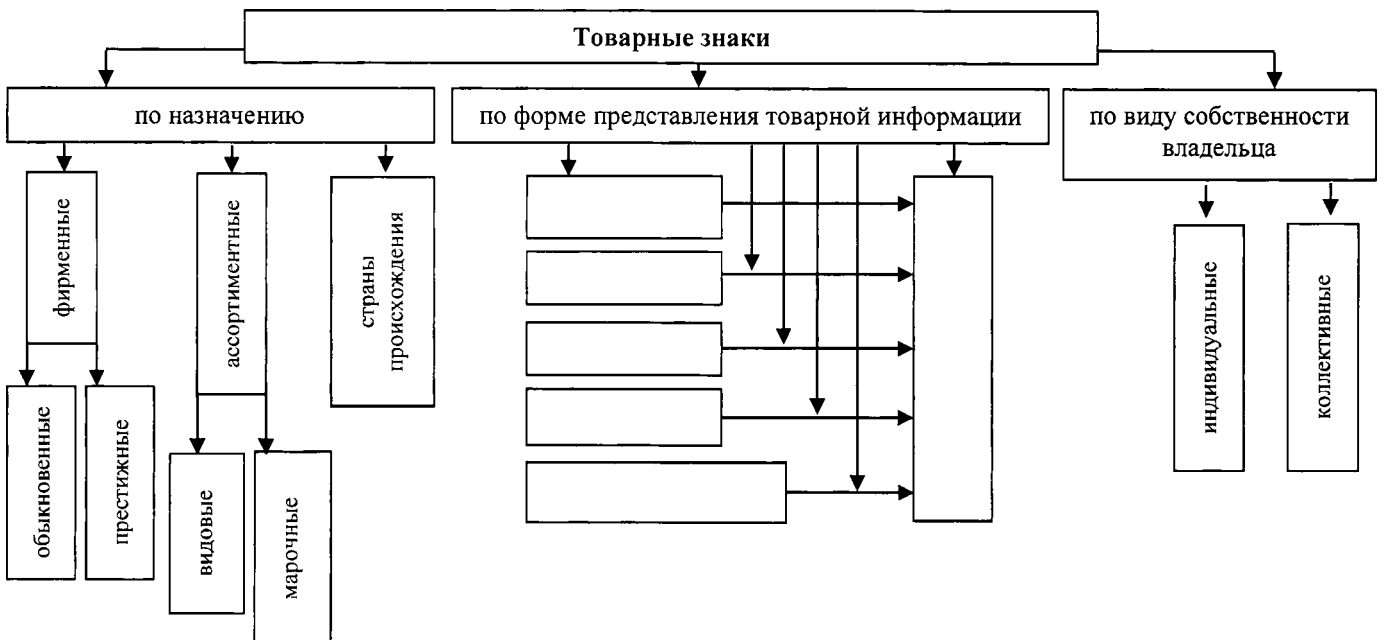 Товарные знаки
по назначению
по форме представления товарной информации
по виду собственности
владельца
фирменные
ассортиментные
страны
происхождения
индивидуальные
коллективные
обыкновенные
престижные
видовые
марочные